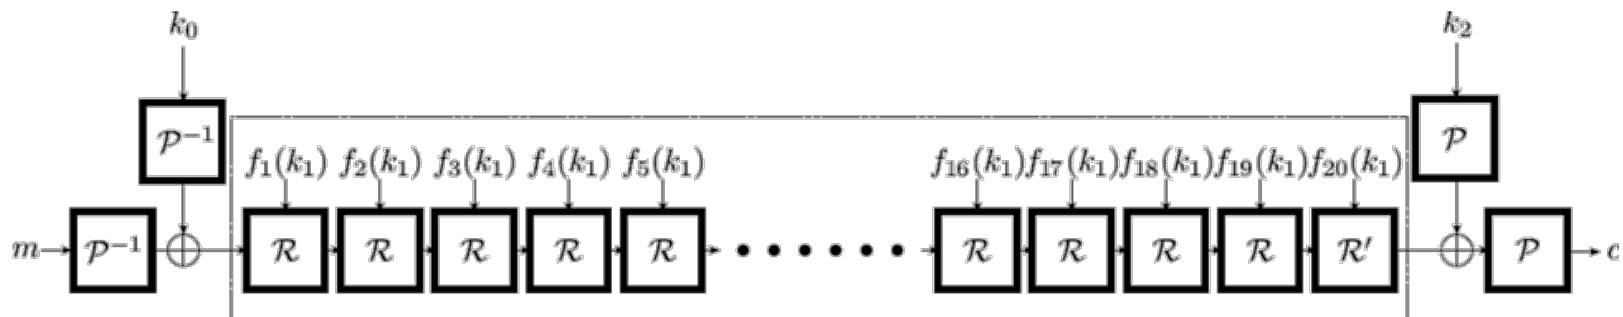 k₀ k₂
𝒫⁻¹ 𝒫
f₁(k₁) f₂(k₁) f₃(k₁) f₄(k₁) f₅(k₁) f₁₆(k₁) f₁₇(k₁) f₁₈(k₁) f₁₉(k₁) f₂₀(k₁)
m 𝒫⁻¹ ⊕ ℛ ℛ ℛ ℛ ℛ • • • • • • ℛ ℛ ℛ ℛ ℛ′ ⊕ 𝒫 c